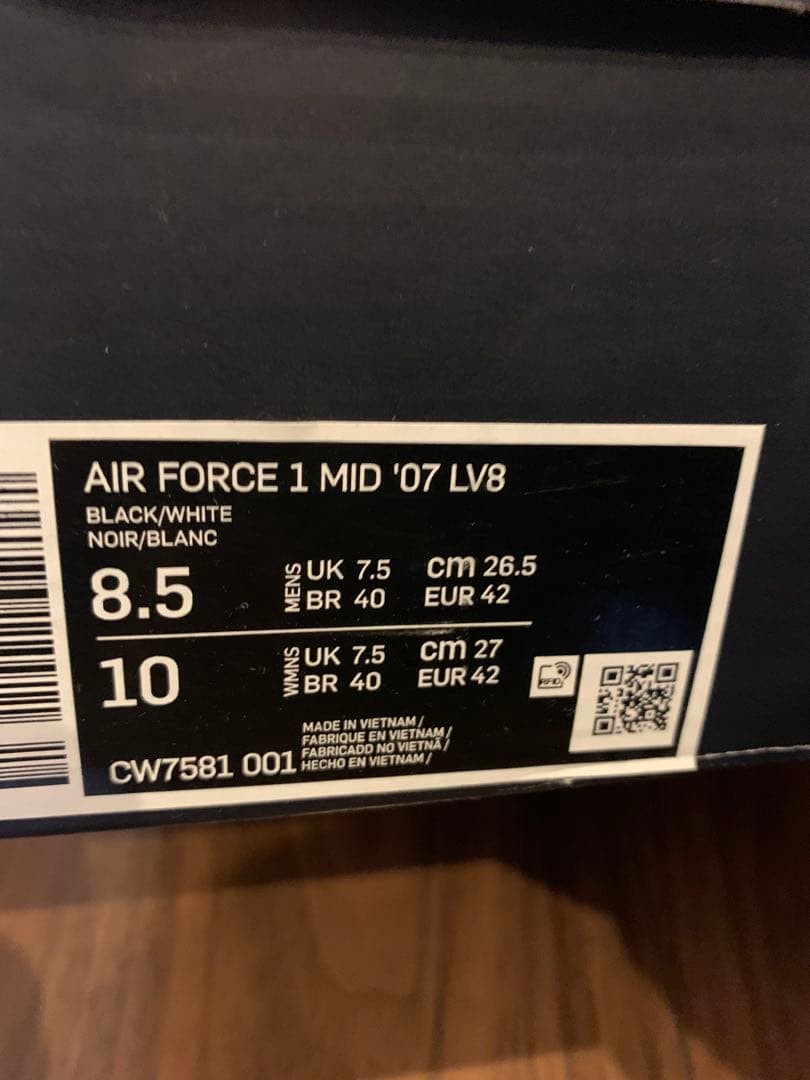 AIR FORCE 1 MID '07 LV8
BLACK/WHITE
NOIR/BLANC
8.5 MENS UK 7.5 cm 26.5
BR 40 EUR 42
10 WMNS UK 7.5 cm 27
BR 40 EUR 42
RFID
MADE IN VIETNAM /
FABRIQUE EN VIETNAM /
FABRICADO NO VIETNÃ /
HECHO EN VIETNAM /
CW7581 001